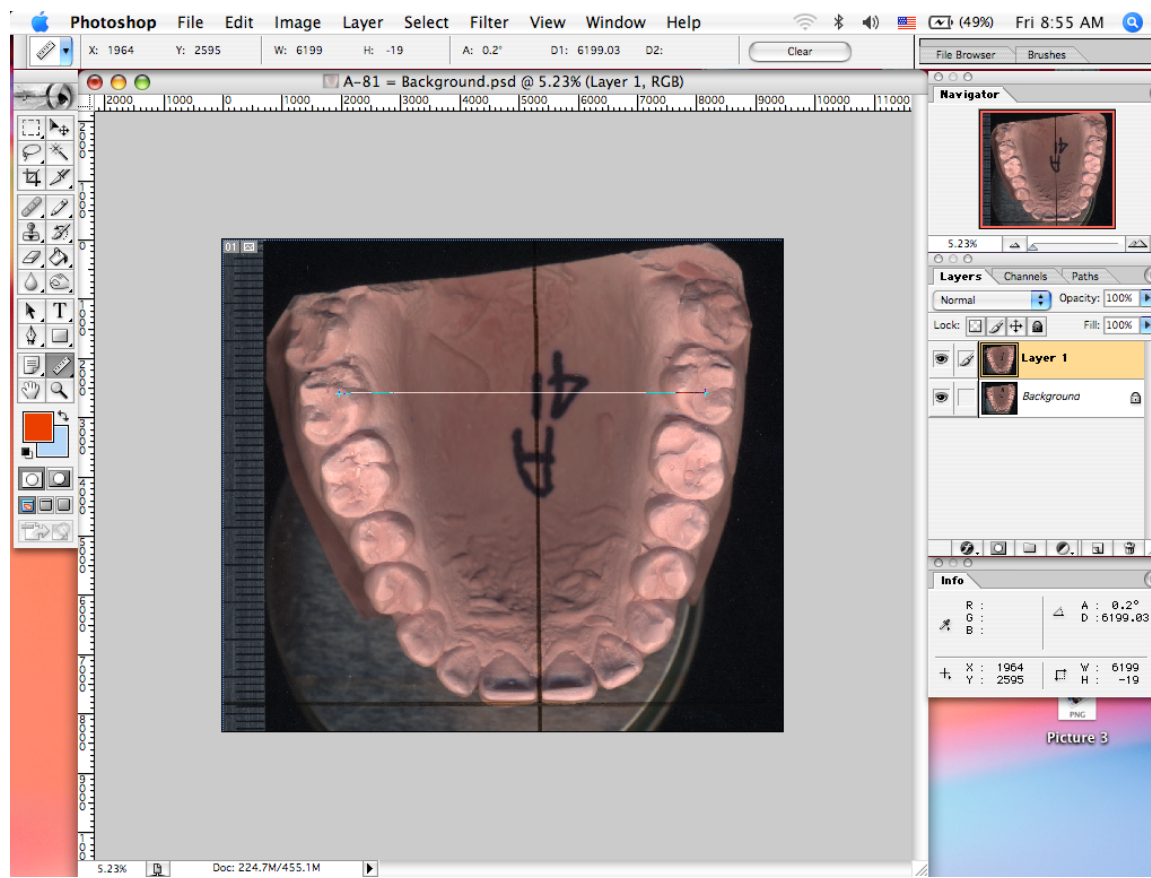 Photoshop File Edit Image Layer Select Filter View Window Help (49%) Fri 8:55 AM
X: 1964 Y: 2595 W: 6199 H: -19 A: 0.2° D1: 6199.03 D2: Clear File Browser Brushes
A-81 = Background.psd @ 5.23% (Layer 1, RGB)
2000 1000 0 1000 2000 3000 4000 5000 6000 7000 8000 9000 10000 11000
Navigator
5.23%
Layers Channels Paths
Normal Opacity: 100%
Lock: Fill: 100%
Layer 1
Background
Info
R :
G :
B :
A : 0.2°
D :6199.03
X : 1964
Y : 2595
W : 6199
H : -19
01
A 41
PNG
Picture 3
5.23% Doc: 224.7M/455.1M